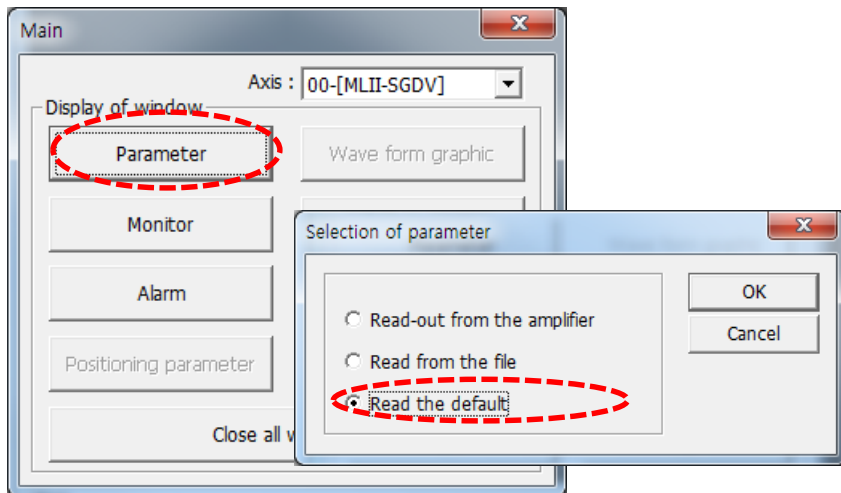 Main
Axis : 00-[MLII-SGDV]
Display of window
Parameter
Wave form graphic
Monitor
Alarm
Positioning parameter
Close all
Selection of parameter
Read-out from the amplifier
Read from the file
Read the default
OK
Cancel